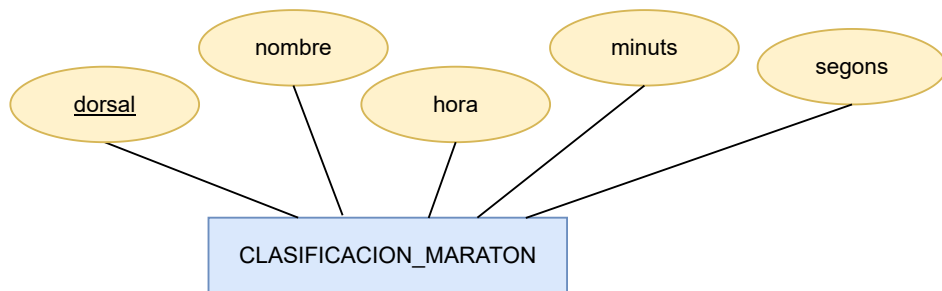 nombre
minuts
segons
dorsal
hora
CLASIFICACION_MARATON